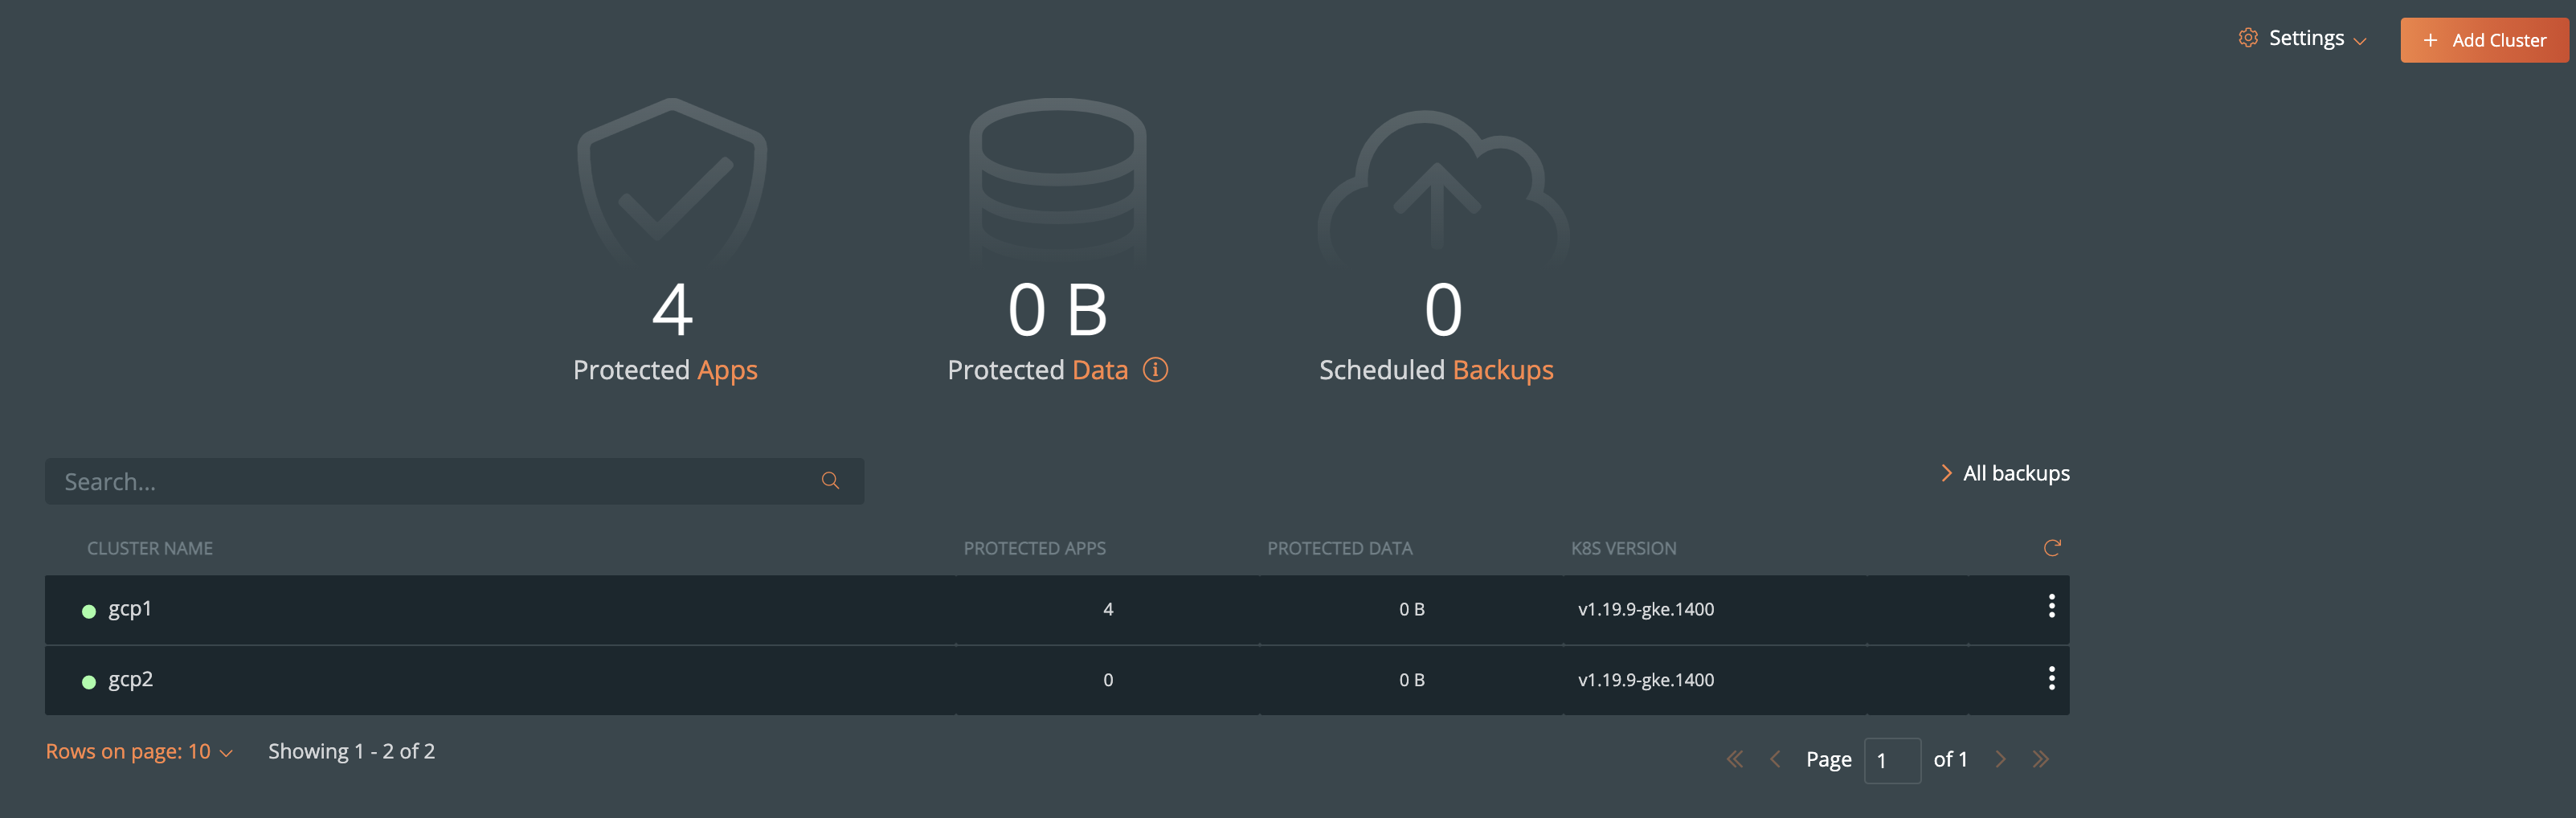 Settings
+ Add Cluster
4
0 B
0
Protected Apps
Protected Data
Scheduled Backups
Search...
All backups
CLUSTER NAME PROTECTED APPS PROTECTED DATA K8S VERSION
gcp1 4 0 B v1.19.9-gke.1400
gcp2 0 0 B v1.19.9-gke.1400
Rows on page: 10 Showing 1 - 2 of 2 Page 1 of 1